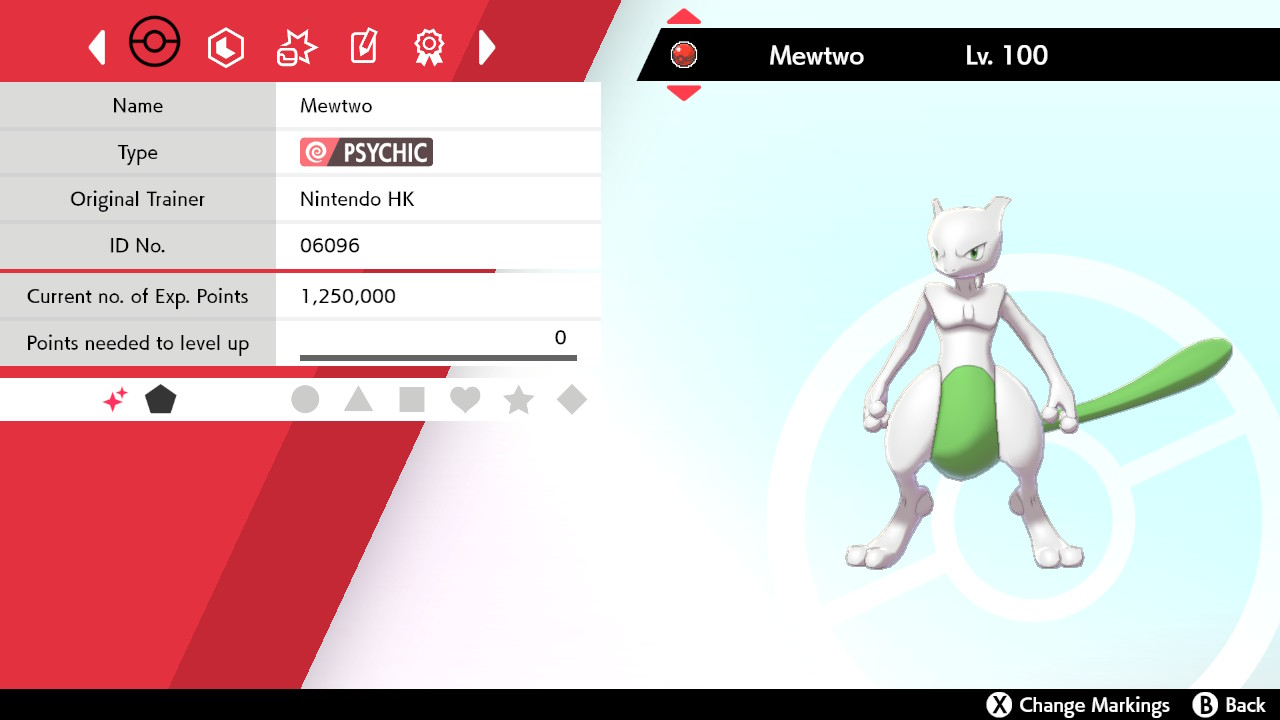 Mewtwo Lv. 100
Name Mewtwo
Type PSYCHIC
Original Trainer Nintendo HK
ID No. 06096
Current no. of Exp. Points 1,250,000
Points needed to level up 0
X Change Markings B Back